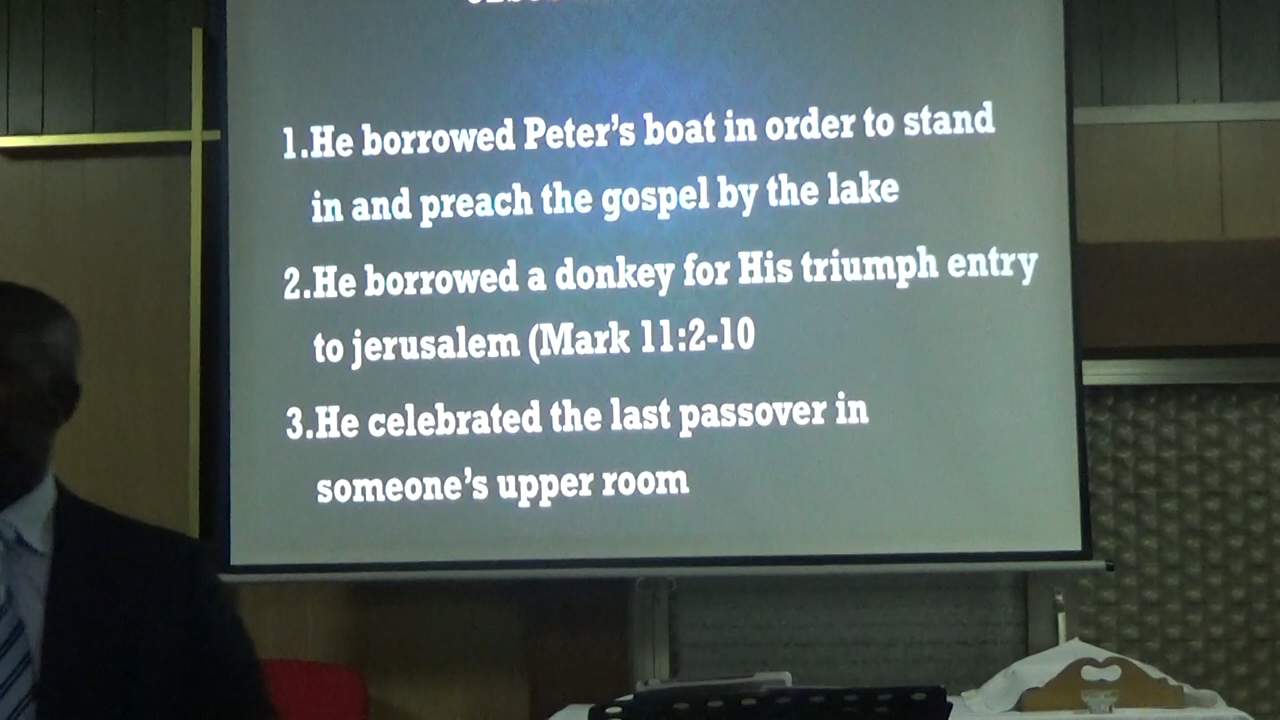 1.He borrowed Peter's boat in order to stand
in and preach the gospel by the lake
2.He borrowed a donkey for His triumph entry
to jerusalem (Mark 11:2-10
3.He celebrated the last passover in
someone's upper room